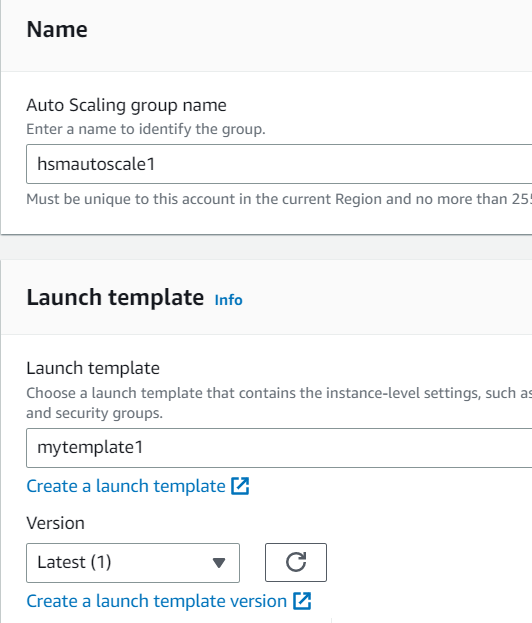 Name
Auto Scaling group name
Enter a name to identify the group.
hsmautoscale1
Must be unique to this account in the current Region and no more than 255
Launch template Info
Launch template
Choose a launch template that contains the instance-level settings, such as
and security groups.
mytemplate1
Create a launch template
Version
Latest (1)
Create a launch template version